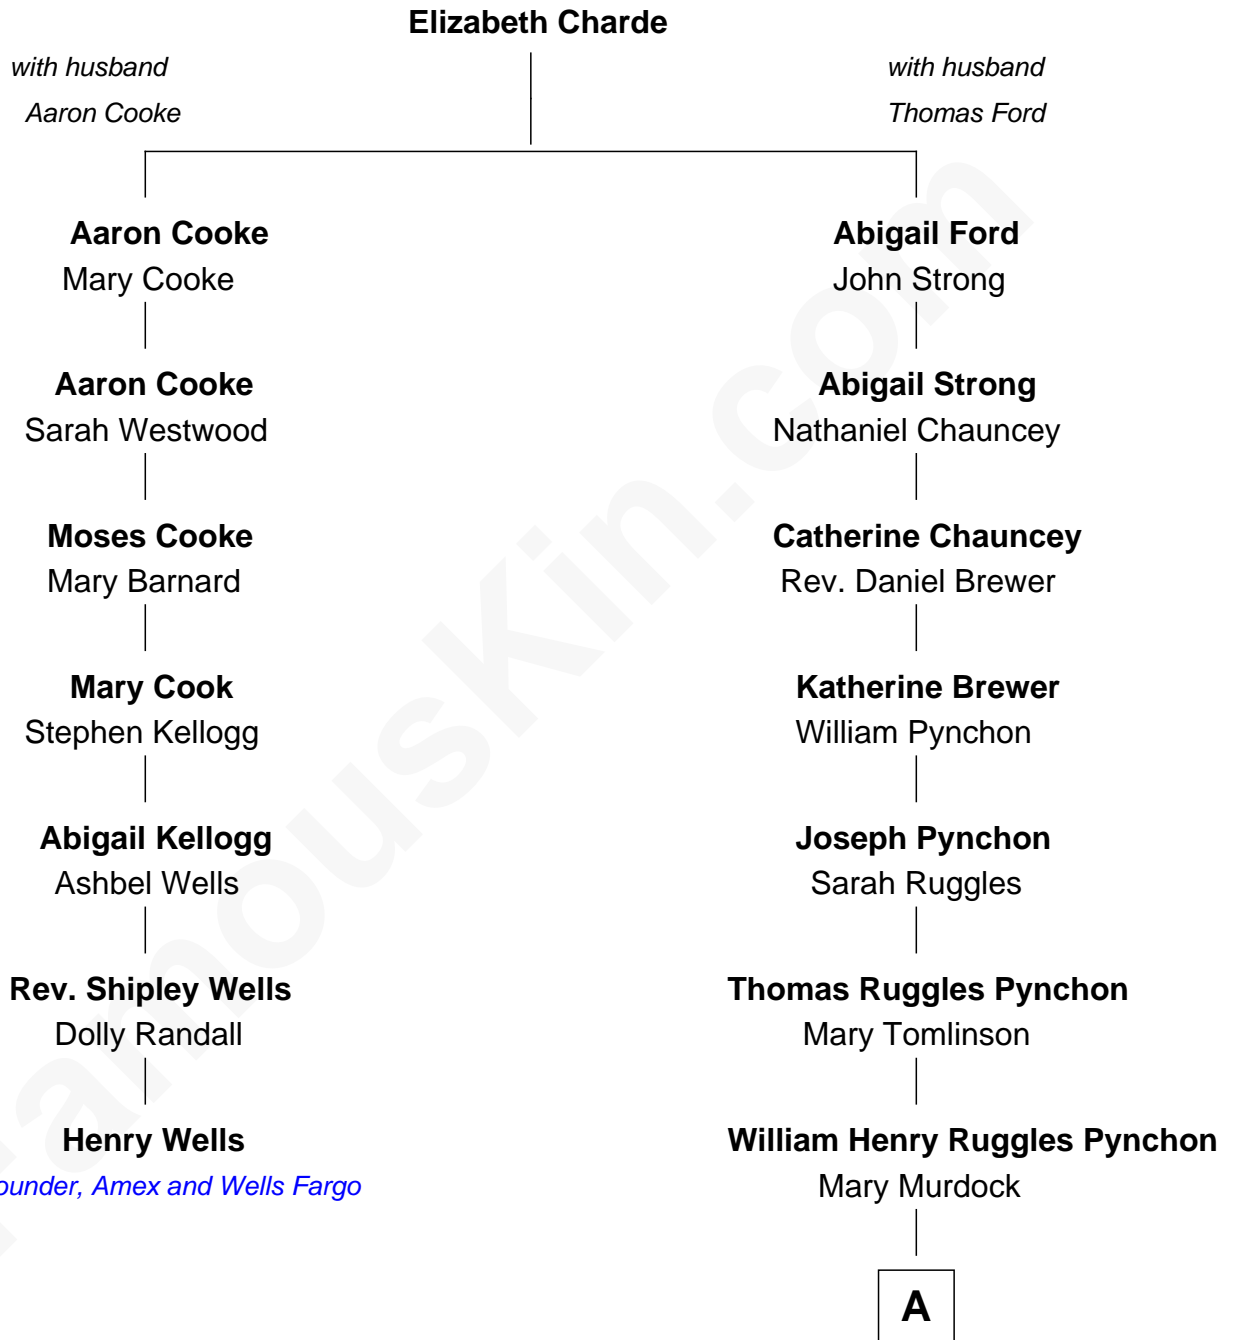 Elizabeth Charde
with husband
Aaron Cooke
with husband
Thomas Ford
Aaron Cooke
Mary Cooke
Abigail Ford
John Strong
Aaron Cooke
Sarah Westwood
Abigail Strong
Nathaniel Chauncey
Moses Cooke
Mary Barnard
Catherine Chauncey
Rev. Daniel Brewer
Mary Cook
Stephen Kellogg
Katherine Brewer
William Pynchon
Abigail Kellogg
Ashbel Wells
Joseph Pynchon
Sarah Ruggles
Rev. Shipley Wells
Dolly Randall
Thomas Ruggles Pynchon
Mary Tomlinson
Henry Wells
ounder, Amex and Wells Fargo
William Henry Ruggles Pynchon
Mary Murdock
A
FamousKin.com